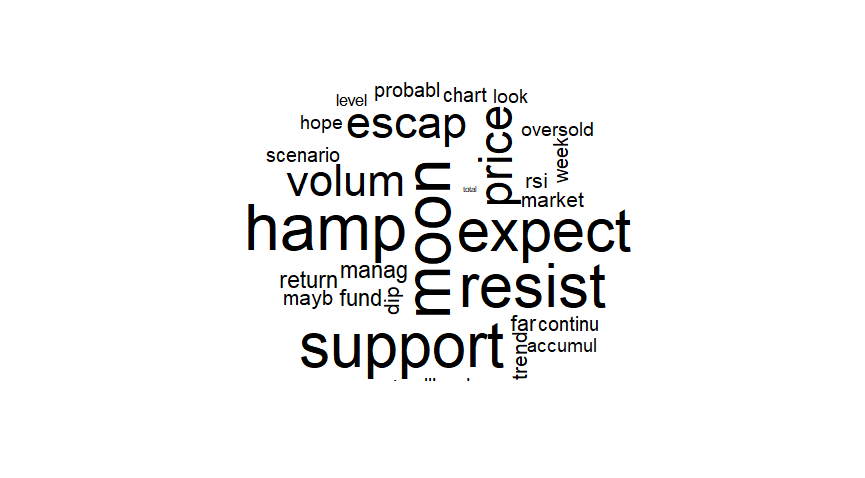 level probabl chart look
hope escap price oversold
scenario week
volum moon total rsi
market
hamp expect
return manag
mayb fund dip resist
support far continu
trend accumul